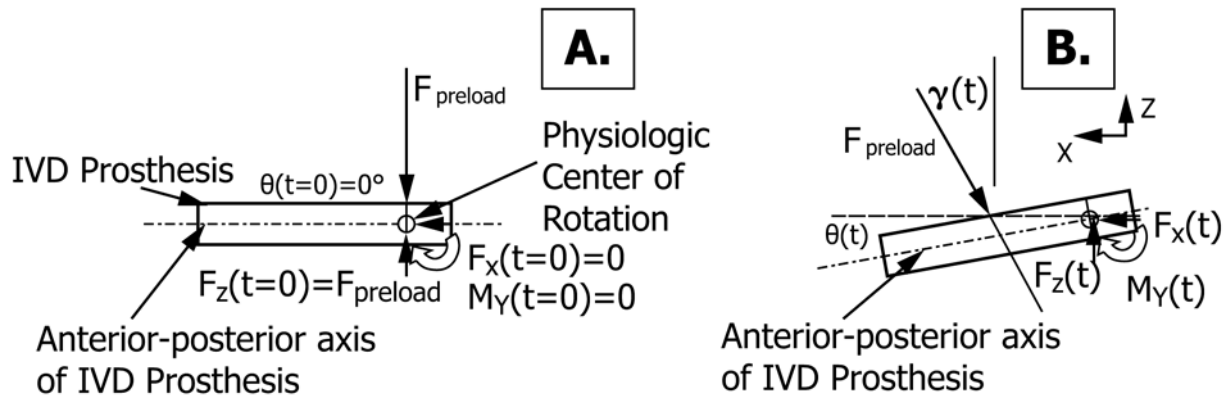 A.
F preload
IVD Prosthesis
θ(t=0)=0°
Physiologic
Center of
Rotation
F_Z(t=0)=F_preload
F_X(t=0)=0
M_Y(t=0)=0
Anterior-posterior axis
of IVD Prosthesis
B.
γ(t)
F preload
Z
X
θ(t)
F_X(t)
F_Z(t)
M_Y(t)
Anterior-posterior axis
of IVD Prosthesis